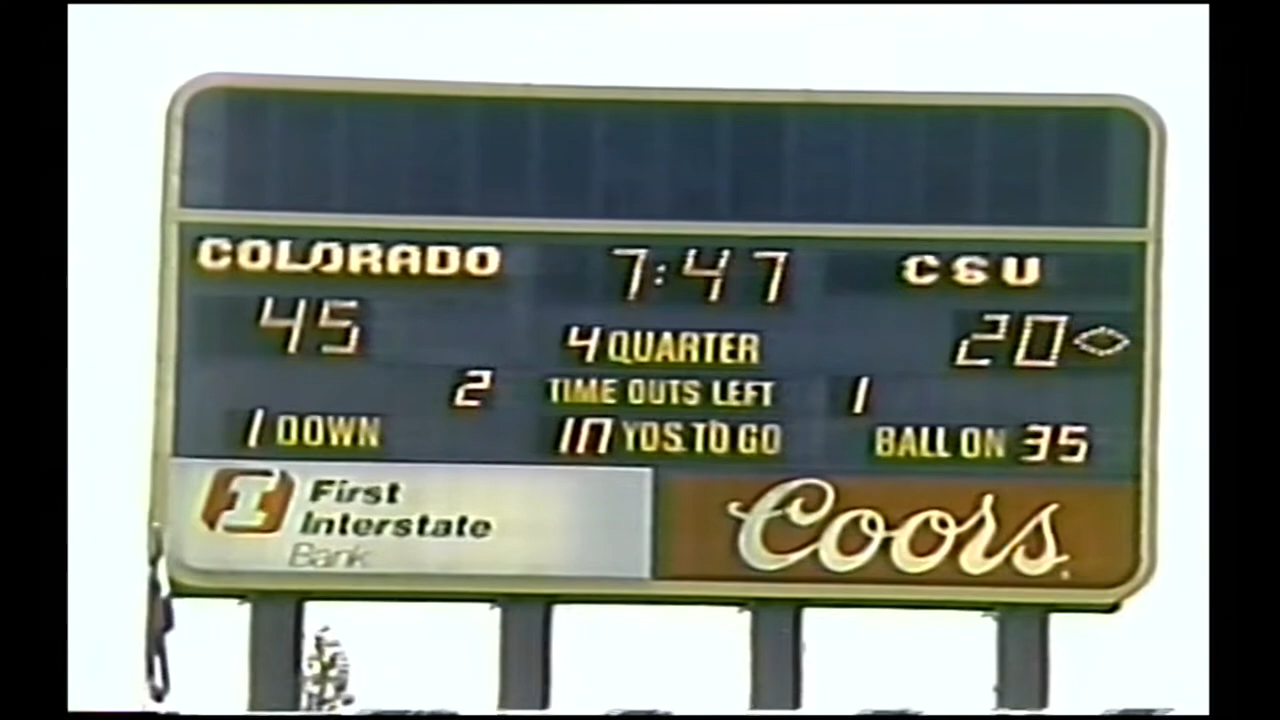 COLORADO 7:47 CSU
45 4 QUARTER 20
2 TIME OUTS LEFT 1
1 DOWN 10 YDS. TO GO BALL ON 35
First
Interstate
Bank
Coors